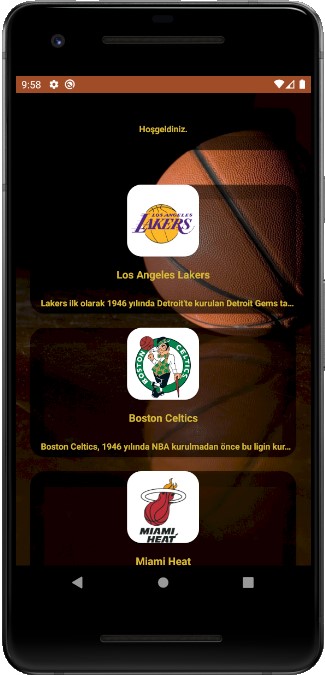 9:58
Hoşgeldiniz.
LOS ANGELES
LAKERS
Los Angeles Lakers
Lakers ilk olarak 1946 yılında Detroit'te kurulan Detroit Gems ta...
BOSTON CELTICS
Boston Celtics
Boston Celtics, 1946 yılında NBA kurulmadan önce bu ligin kur...
MIAMI
HEAT
Miami Heat